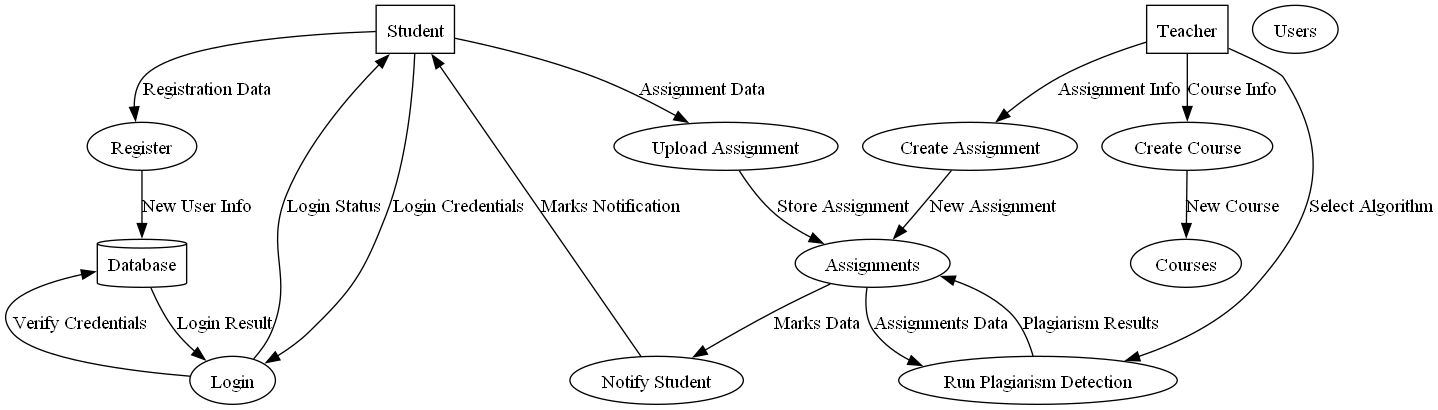 Student
Teacher
Users
Registration Data
Assignment Data
Assignment Info
Course Info
Register
Upload Assignment
Create Assignment
Create Course
New User Info
Login Status
Login Credentials
Marks Notification
Store Assignment
New Assignment
New Course
Select Algorithm
Database
Assignments
Courses
Verify Credentials
Login Result
Marks Data
Assignments Data
Plagiarism Results
Login
Notify Student
Run Plagiarism Detection